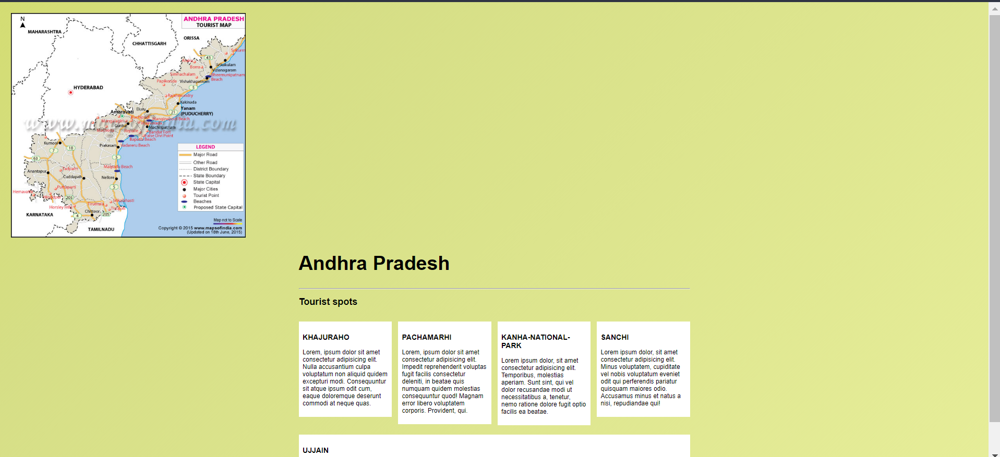 N
ANDHRA PRADESH
TOURIST MAP
MAHARASHTRA
CHHATTISGARH
ORISSA
Srikurm
43
Araku
Srikakulam
Borra
Vizianagaram
Simhachalam
Bheemunipatnam
Beach
Papikonda
Vishakhapatnam
5
HYDERABAD
Rajahmundry
Kakinada
Yanam
(PUDUCHERRY)
Eluru
21
Amaravati
Kuchipudi
Manginapudi Beach
Mangalagiri
Vijayawada
Guntur
Machilipatnam
Macherla
Repalle
Bandar Fort
False Divi Point
Bapatla Beach
Kurnool
Prakasam
Vadareru Beach
18
7
63
5
Maipadu Beach
Anantapur
Tadpatri
Cuddapah
Nellore
Puttaparti
5
Hemavathi
Hindupur
205
Srikalahasti
Horsley Hills
Tirumala
Tirupati
Chittoor
4
205
KARNATAKA
TAMILNADU
LEGEND
Major Road
Other Road
District Boundary
State Boundary
State Capital
Major Cities
Tourist Point
Beaches
Proposed State Capital
Map not to Scale
Copyright © 2015 www.mapsofindia.com
(Updated on 18th June, 2015)
www.mapsofindia.com
Andhra Pradesh
Tourist spots
KHAJURAHO
Lorem, ipsum dolor sit amet
consectetur adipisicing elit.
Nulla accusantium culpa
voluptatum non aliquid quidem
excepturi modi. Consequuntur
sit atque ipsum odit cum,
eaque doloremque deserunt
commodi at neque quas.
PACHAMARHI
Lorem, ipsum dolor sit amet
consectetur adipisicing elit.
Impedit reprehenderit voluptas
fugit facilis consectetur
deleniti, in beatae quis
numquam quidem molestias
consequuntur quod! Magnam
error libero voluptatem
corporis. Provident, qui.
KANHA-NATIONAL-
PARK
Lorem ipsum dolor, sit amet
consectetur adipisicing elit.
Temporibus, molestias
aperiam. Sunt sint, qui vel
dolor recusandae modi ut
necessitatibus a, tenetur,
nemo ratione dolore fugit optio
facilis ea beatae.
SANCHI
Lorem ipsum dolor, sit amet
consectetur adipisicing elit.
Minus voluptatem, cupiditate
vel nobis voluptatum eveniet
odit qui perferendis pariatur
quisquam maiores odio.
Accusamus minus et natus a
nisi, repudiandae qui!
UJJAIN